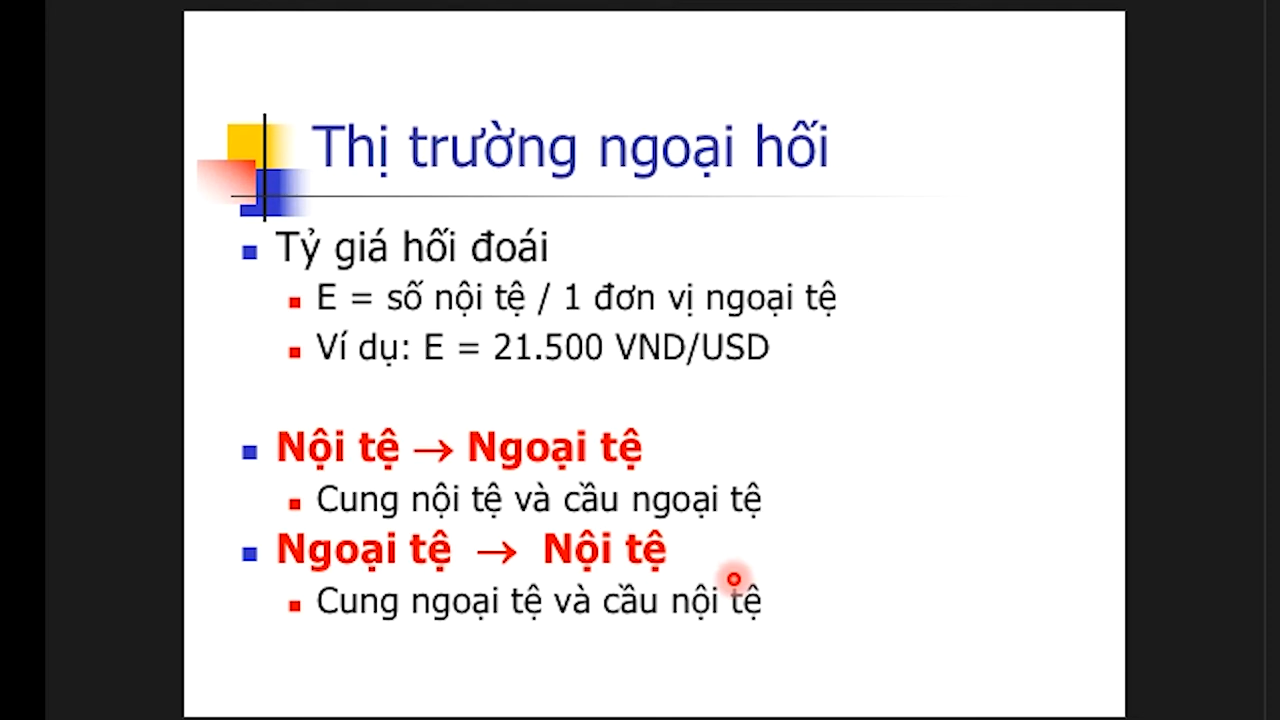 Thị trường ngoại hối
Tỷ giá hối đoái
E = số nội tệ / 1 đơn vị ngoại tệ
Ví dụ: E = 21.500 VND/USD
Nội tệ → Ngoại tệ
Cung nội tệ và cầu ngoại tệ
Ngoại tệ → Nội tệ
Cung ngoại tệ và cầu nội tệ